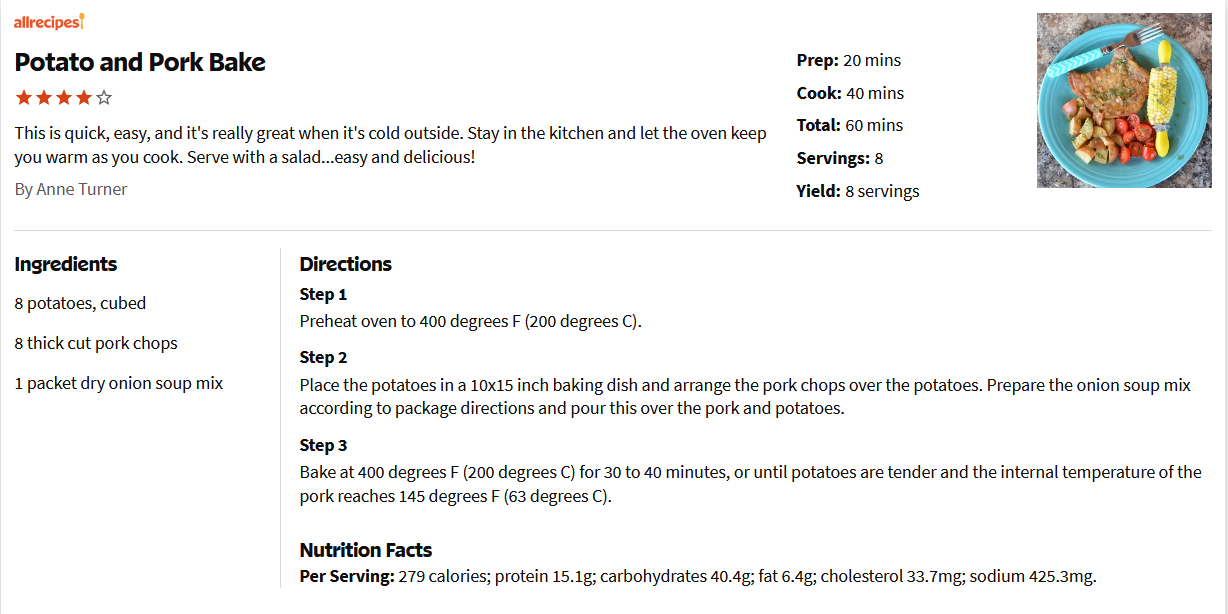 allrecipes
Potato and Pork Bake
This is quick, easy, and it's really great when it's cold outside. Stay in the kitchen and let the oven keep
you warm as you cook. Serve with a salad...easy and delicious!
By Anne Turner
Prep: 20 mins
Cook: 40 mins
Total: 60 mins
Servings: 8
Yield: 8 servings
Ingredients
8 potatoes, cubed
8 thick cut pork chops
1 packet dry onion soup mix
Directions
Step 1
Preheat oven to 400 degrees F (200 degrees C).
Step 2
Place the potatoes in a 10x15 inch baking dish and arrange the pork chops over the potatoes. Prepare the onion soup mix
according to package directions and pour this over the pork and potatoes.
Step 3
Bake at 400 degrees F (200 degrees C) for 30 to 40 minutes, or until potatoes are tender and the internal temperature of the
pork reaches 145 degrees F (63 degrees C).
Nutrition Facts
Per Serving: 279 calories; protein 15.1g; carbohydrates 40.4g; fat 6.4g; cholesterol 33.7mg; sodium 425.3mg.